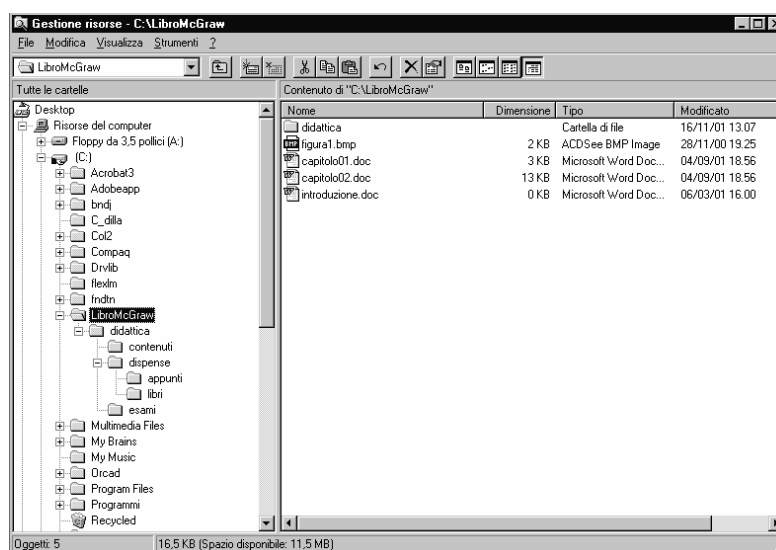 Gestione risorse - C:\LibroMcGraw
File Modifica Visualizza Strumenti ?
LibroMcGraw
Tutte le cartelle
Contenuto di "C:\LibroMcGraw"
Desktop
Risorse del computer
Floppy da 3,5 pollici (A:)
(C:)
Acrobat3
Adobeapp
bndj
C_dilla
Col2
Compaq
Drvlib
flexlm
fndtn
LibroMcGraw
didattica
contenuti
dispense
appunti
libri
esami
Multimedia Files
My Brains
My Music
Orcad
Program Files
Programmi
Recycled
Nome Dimensione Tipo Modificato
didattica Cartella di file 16/11/01 13.07
figura1.bmp 2 KB ACDSee BMP Image 28/11/00 19.25
capitolo01.doc 3 KB Microsoft Word Doc... 04/09/01 18.56
capitolo02.doc 13 KB Microsoft Word Doc... 04/09/01 18.56
introduzione.doc 0 KB Microsoft Word Doc... 06/03/01 16.00
Oggetti: 5 16,5 KB (Spazio disponibile: 11,5 MB)